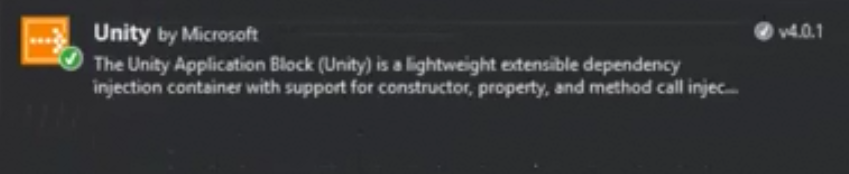 Unity by Microsoft
v4.0.1
The Unity Application Block (Unity) is a lightweight extensible dependency
injection container with support for constructor, property, and method call injec...